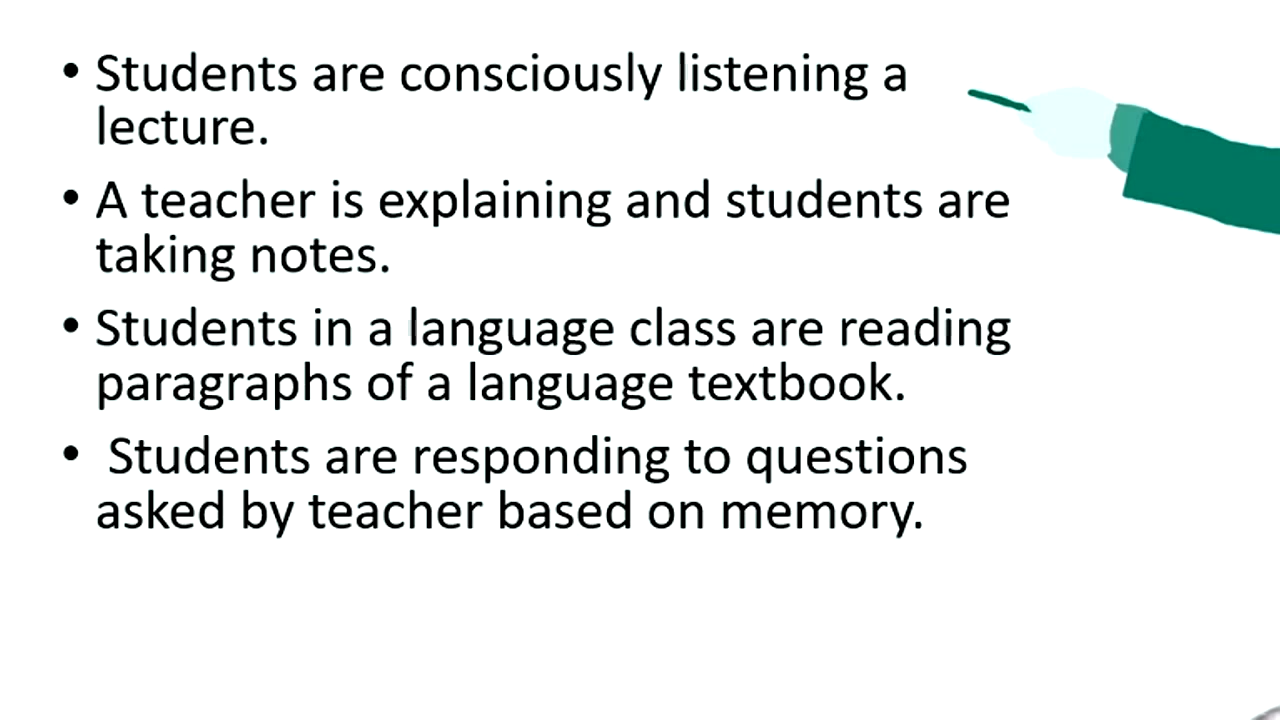 • Students are consciously listening a
lecture.
• A teacher is explaining and students are
taking notes.
• Students in a language class are reading
paragraphs of a language textbook.
• Students are responding to questions
asked by teacher based on memory.